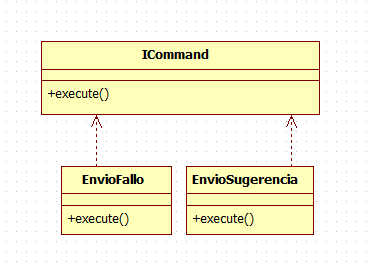 ICommand
+execute()
EnvioFallo
+execute()
EnvioSugerencia
+execute()